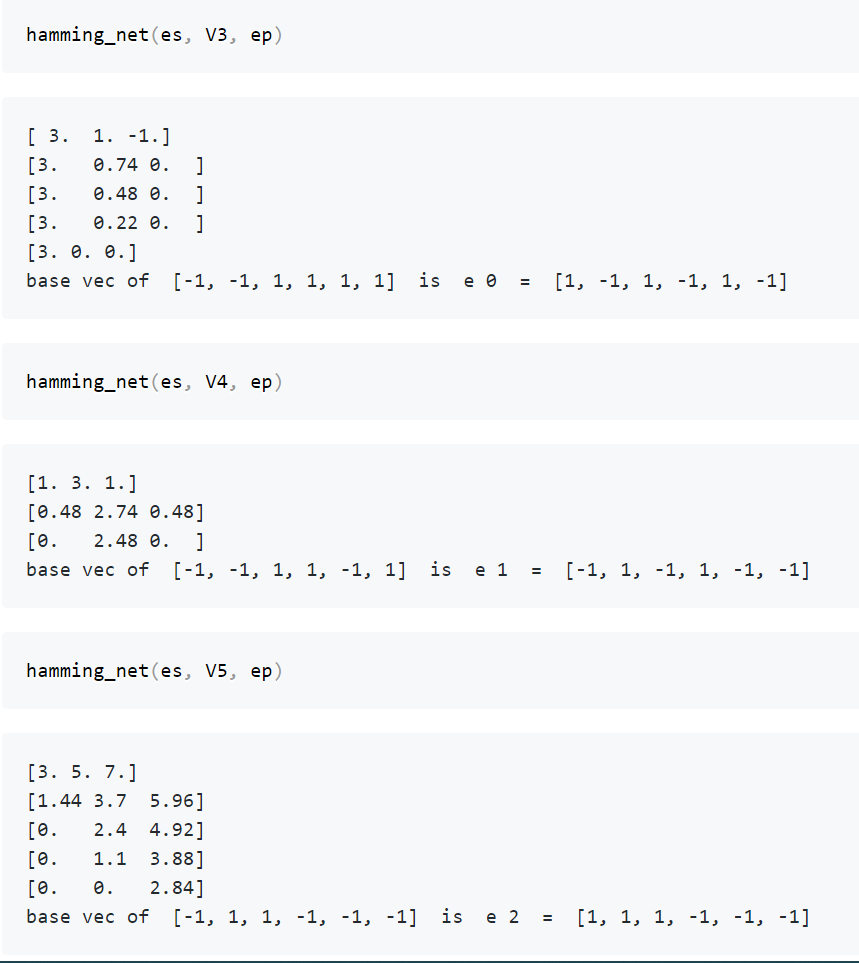 hamming_net(es, V3, ep)
[ 3.  1. -1.]
[3.   0.74 0.  ]
[3.   0.48 0.  ]
[3.   0.22 0.  ]
[3. 0. 0.]
base vec of  [-1, -1, 1, 1, 1, 1]  is  e 0  =  [1, -1, 1, -1, 1, -1]
hamming_net(es, V4, ep)
[1. 3. 1.]
[0.48 2.74 0.48]
[0.   2.48 0.  ]
base vec of  [-1, -1, 1, 1, -1, 1]  is  e 1  =  [-1, 1, -1, 1, -1, -1]
hamming_net(es, V5, ep)
[3. 5. 7.]
[1.44 3.7  5.96]
[0.   2.4  4.92]
[0.   1.1  3.88]
[0.   0.   2.84]
base vec of  [-1, 1, 1, -1, -1, -1]  is  e 2  =  [1, 1, 1, -1, -1, -1]